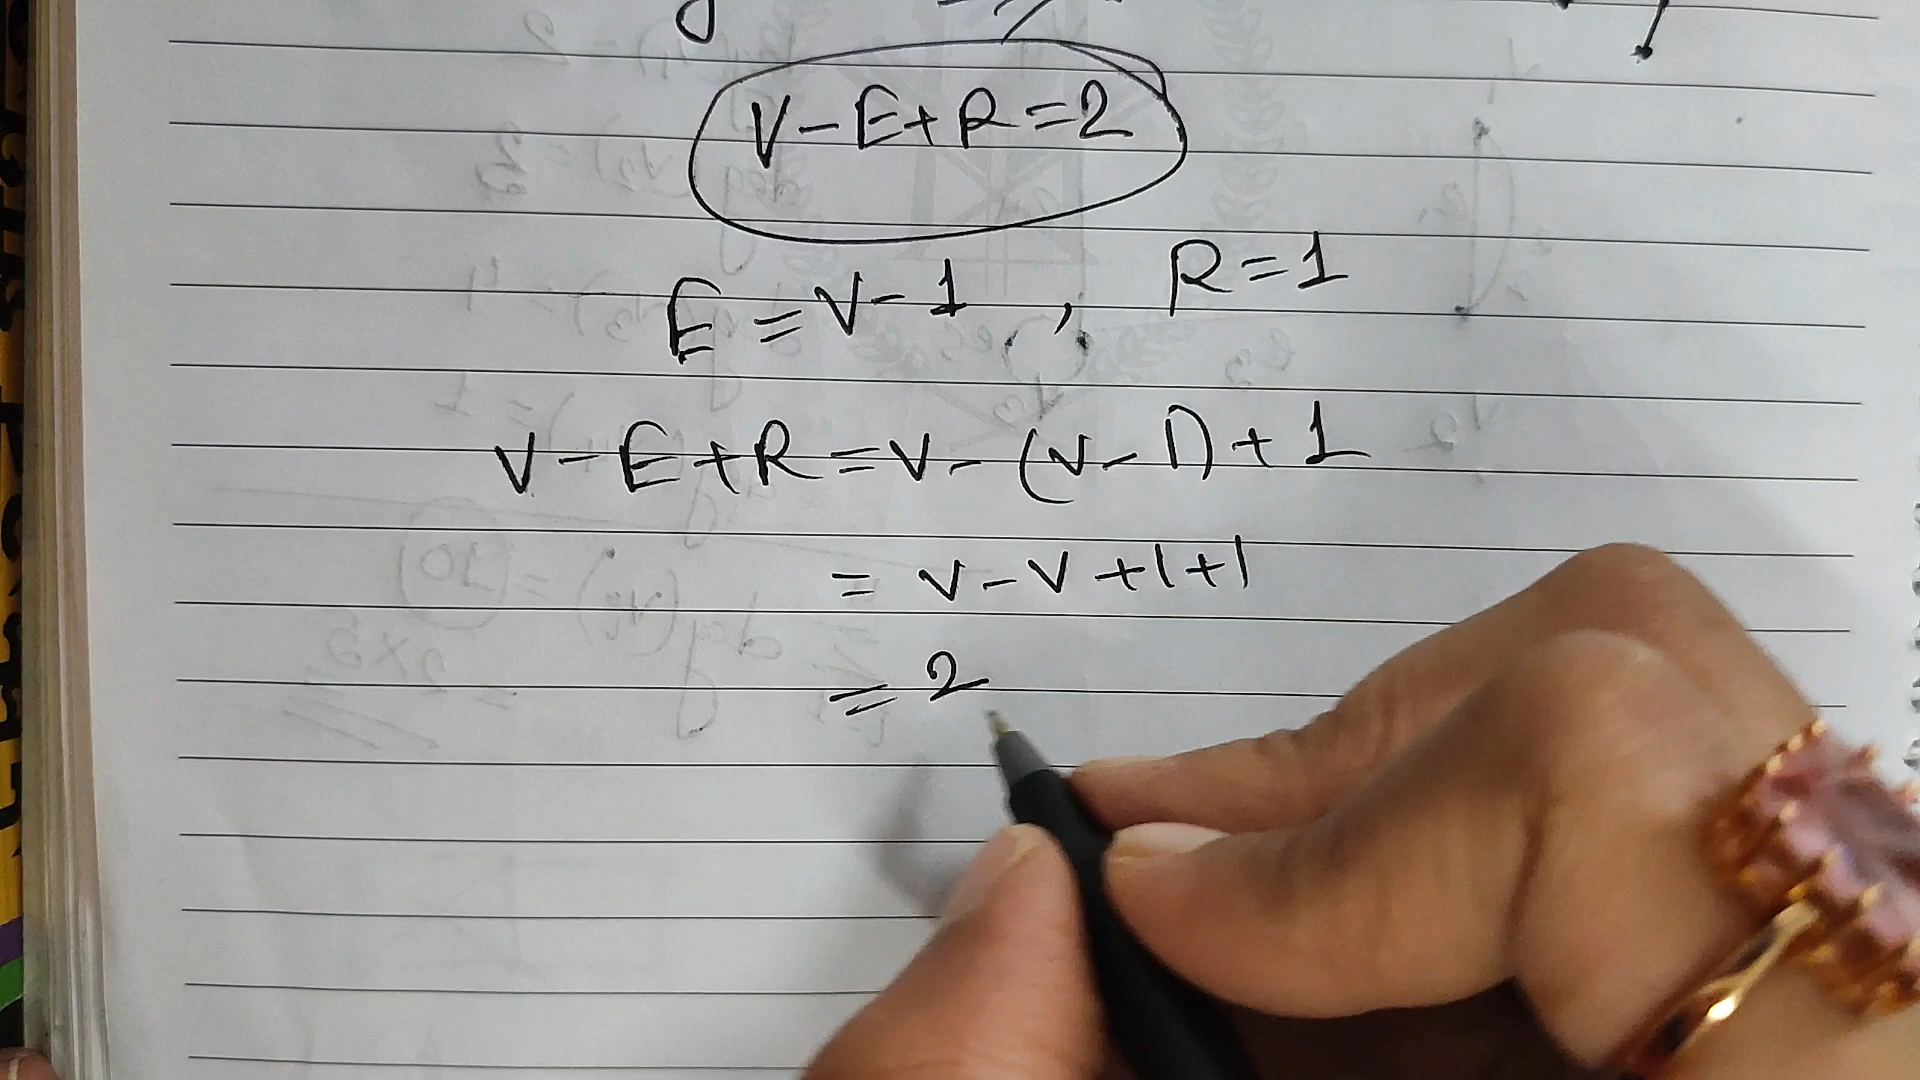 V-E+R=2
E=V-1, R=1
V-E+R=V-(V-1)+1
=V-V+1+1
=2